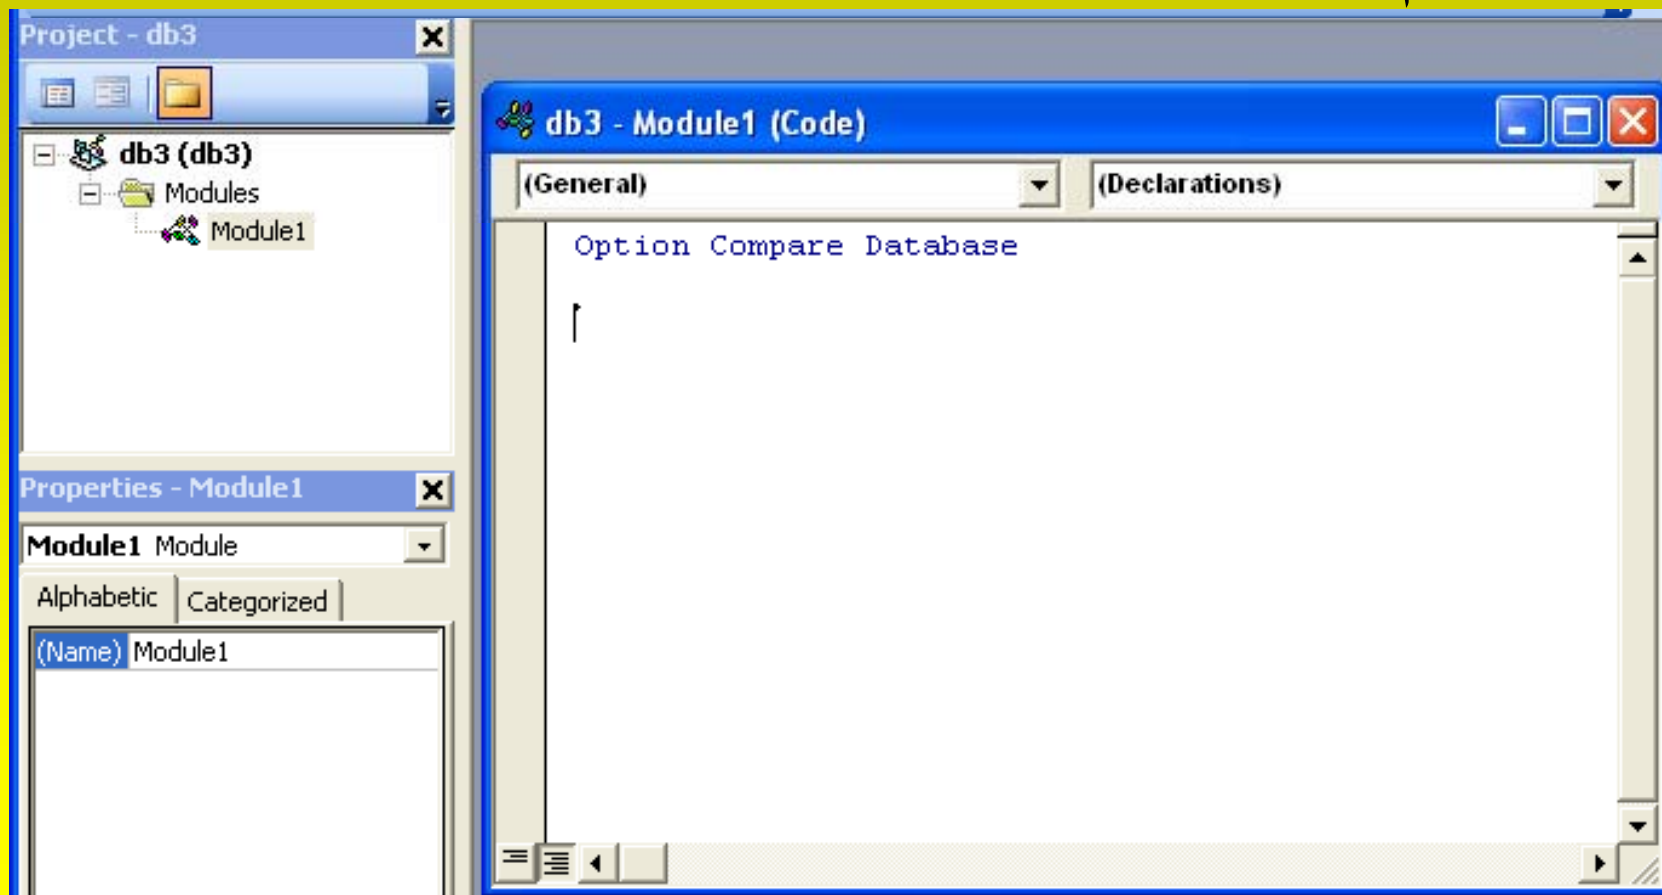 Project - db3
db3 (db3)
Modules
Module1
Properties - Module1
Module1 Module
Alphabetic Categorized
(Name) Module1
db3 - Module1 (Code)
(General) (Declarations)
Option Compare Database